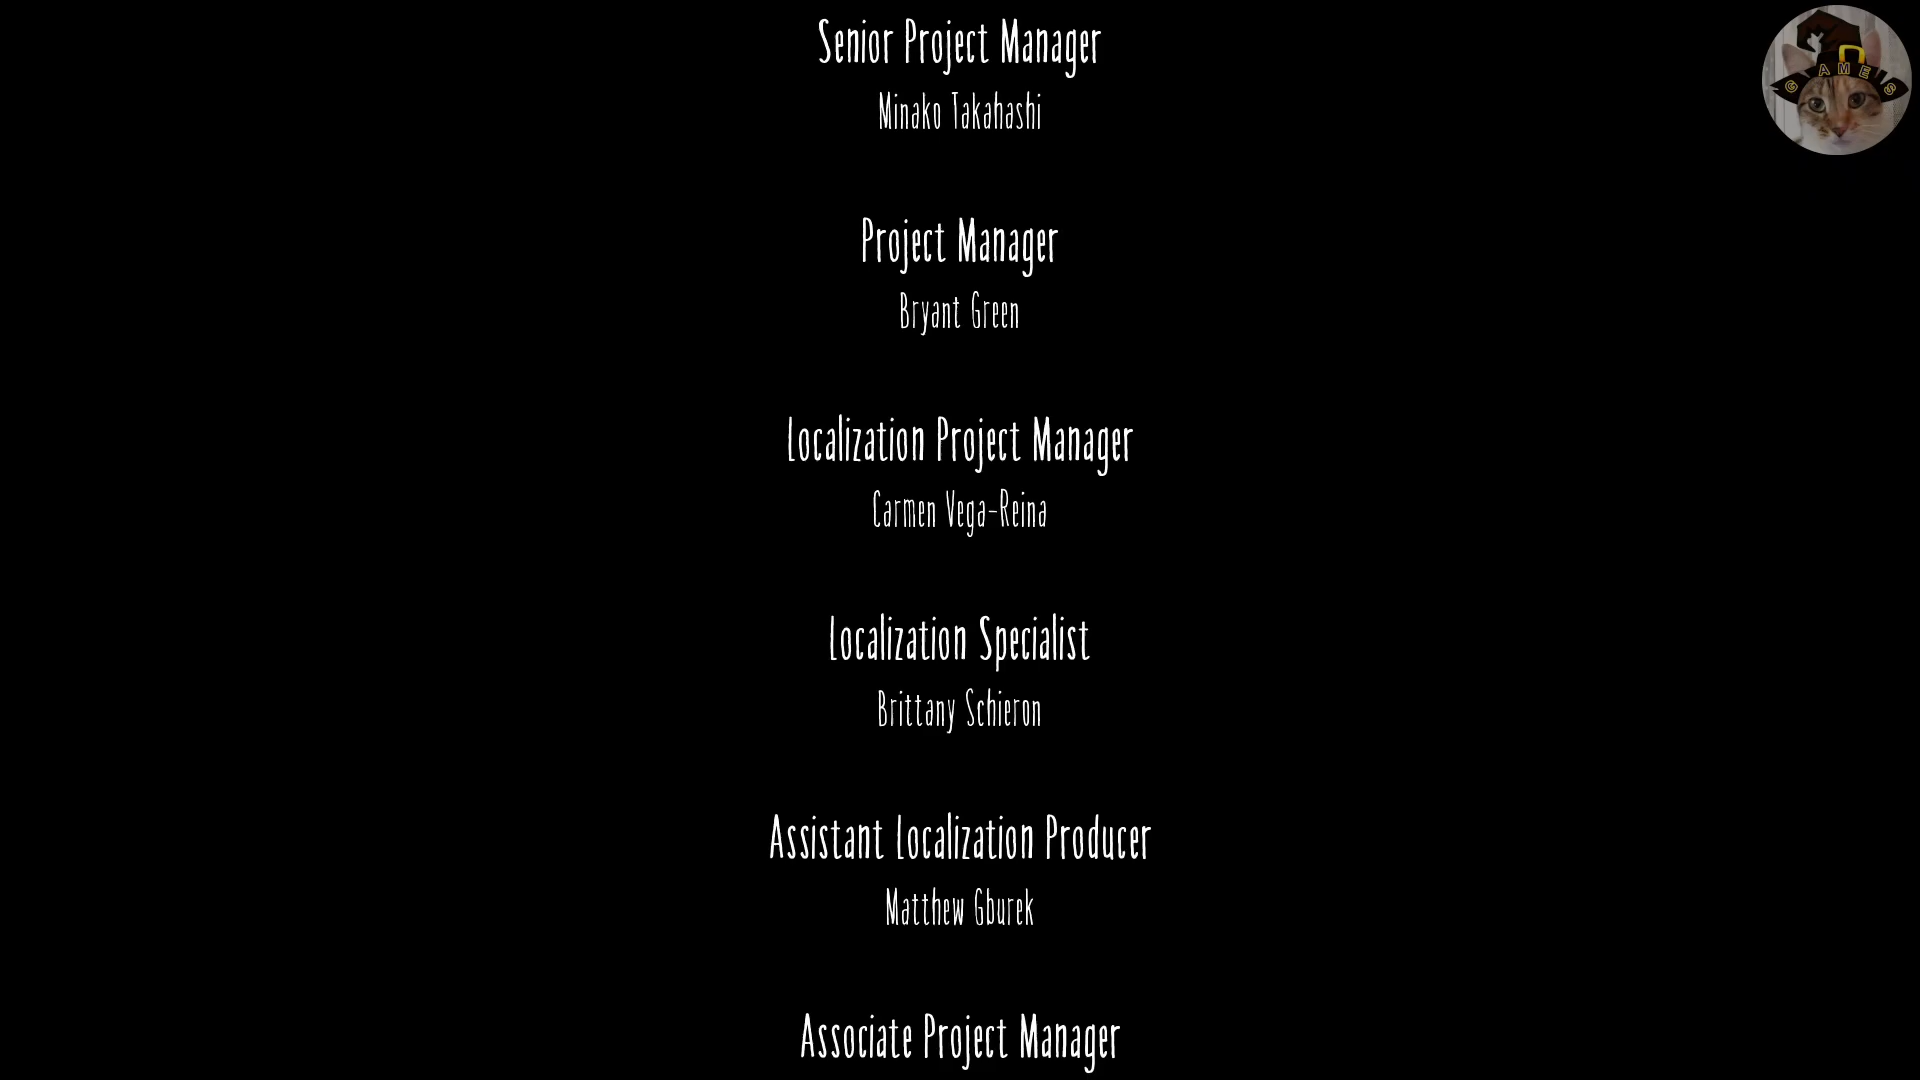 Senior Project Manager
Minako Takahashi
Project Manager
Bryant Green
Localization Project Manager
Carmen Vega-Reina
Localization Specialist
Brittany Schieron
Assistant Localization Producer
Matthew Gburek
Associate Project Manager
GAMES